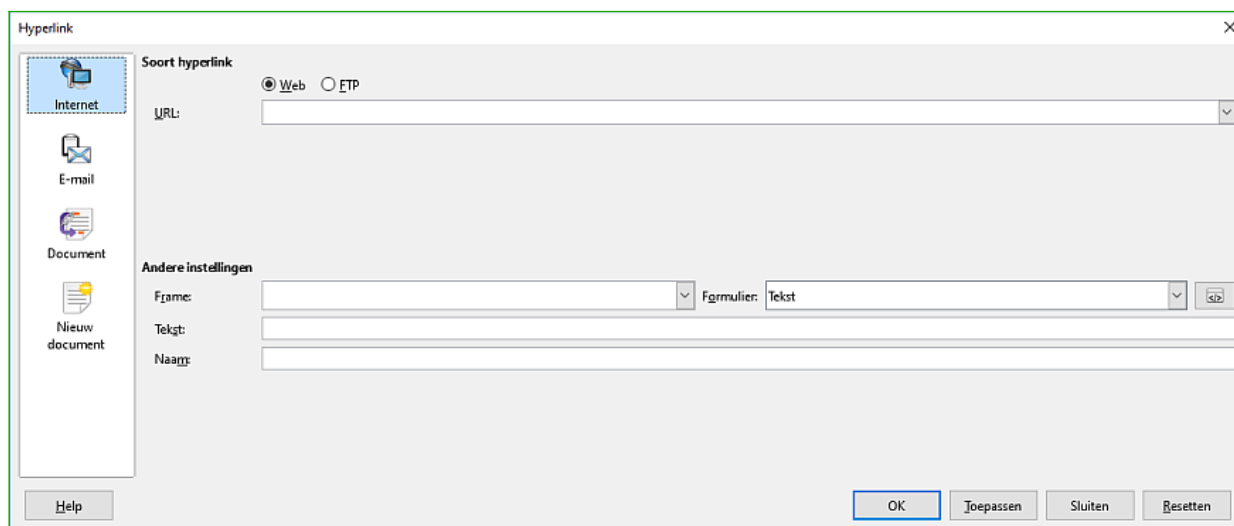 Hyperlink
Internet
E-mail
Document
Nieuw
document
Soort hyperlink
Web FTP
URL:
Andere instellingen
Frame: Formulier: Tekst
Tekst:
Naam:
Help OK Toepassen Sluiten Resetten